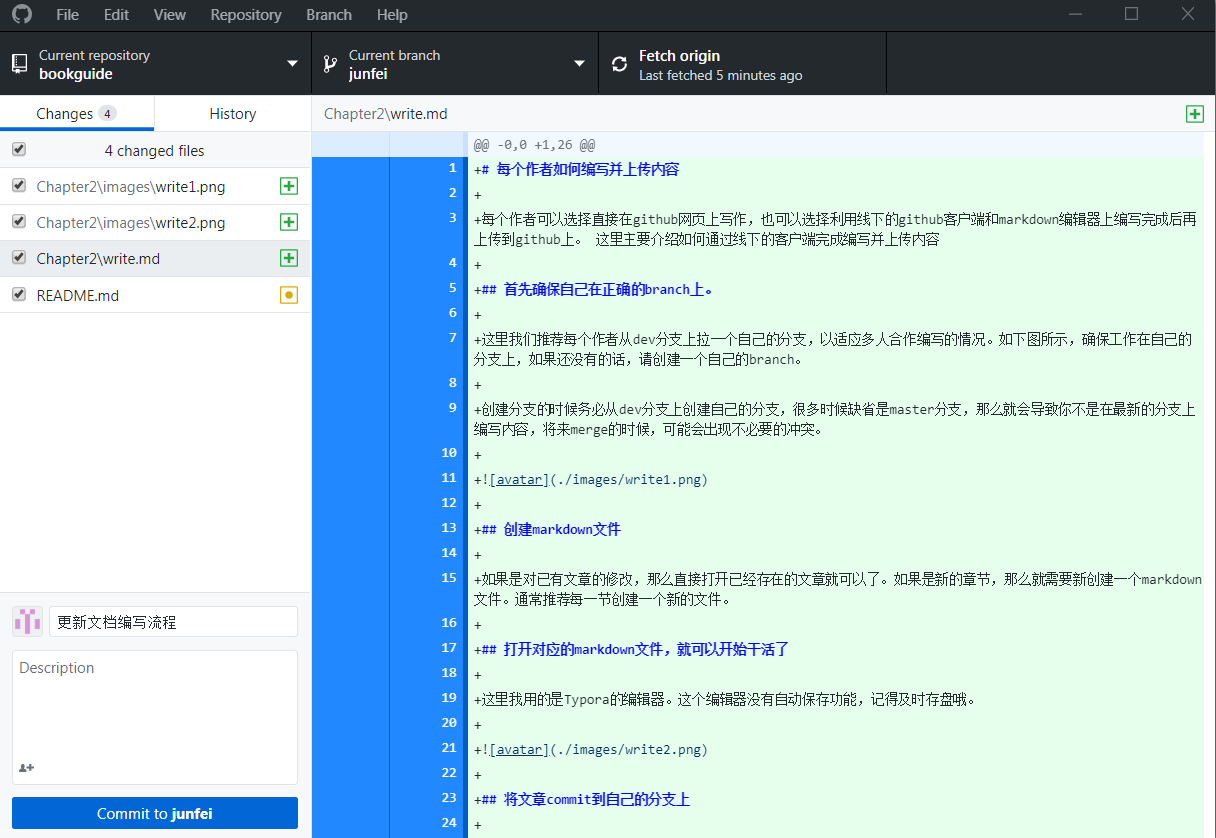 File Edit View Repository Branch Help
Current repository
bookguide
Current branch
junfei
Fetch origin
Last fetched 5 minutes ago
Changes 4
History
4 changed files
Chapter2\images\write1.png
Chapter2\images\write2.png
Chapter2\write.md
README.md
更新文档编写流程
Description
Commit to junfei
Chapter2\write.md
@@ -0,0 +1,26 @@
1 +# 每个作者如何编写并上传内容
2 +
3 +每个作者可以选择直接在github网页上写作，也可以选择利用线下的github客户端和markdown编辑器上编写完成后再
上传到github上。 这里主要介绍如何通过线下的客户端完成编写并上传内容
4 +
5 +## 首先确保自己在正确的branch上。
6 +
7 +这里我们推荐每个作者从dev分支上拉一个自己的分支，以适应多人合作编写的情况。如下图所示，确保工作在自己的
分支上，如果还没有的话，请创建一个自己的branch。
8 +
9 +创建分支的时候务必从dev分支上创建自己的分支，很多时候缺省是master分支，那么就会导致你不是在最新的分支上
编写内容，将来merge的时候，可能会出现不必要的冲突。
10 +
11 +![avatar](./images/write1.png)
12 +
13 +## 创建markdown文件
14 +
15 +如果是对已有文章的修改，那么直接打开已经存在的文章就可以了。如果是新的章节，那么就需要新创建一个markdown
文件。通常推荐每一节创建一个新的文件。
16 +
17 +## 打开对应的markdown文件，就可以开始干活了
18 +
19 +这里我用的是Typora的编辑器。这个编辑器没有自动保存功能，记得及时存盘哦。
20 +
21 +![avatar](./images/write2.png)
22 +
23 +## 将文章commit到自己的分支上
24 +